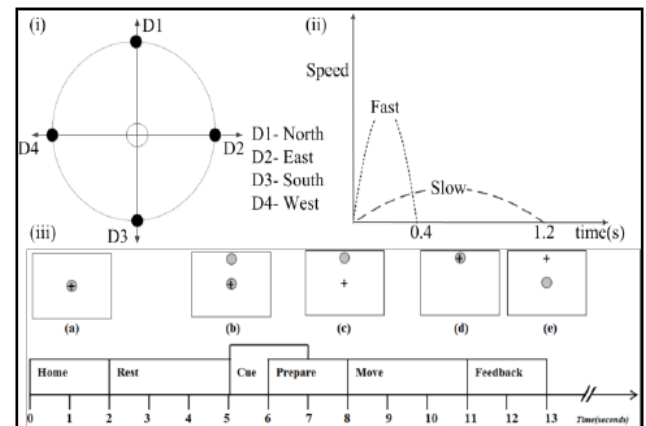 (i)
D1
D4
D2
D3
D1- North
D2- East
D3- South
D4- West
(ii)
Speed
Fast
Slow
0.4
1.2
time(s)
(iii)
(a)
(b)
(c)
(d)
(e)
Home Rest Cue Prepare Move Feedback
0 1 2 4 5 6 7 8 10 11 12 13 Time(seconds)